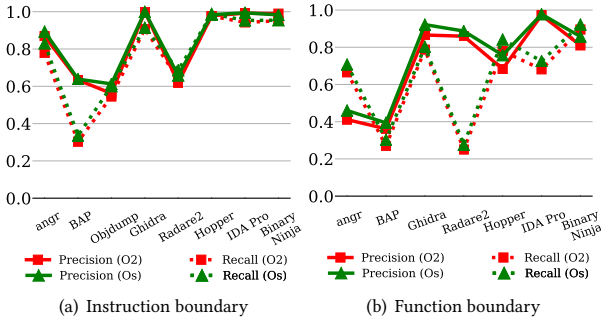 1.0
0.8
0.6
0.4
0.2
0.0
angr
BAP
Objdump
Ghidra
Radare2
Hopper
IDA Pro
Binary
Ninja
Precision (O2)
Recall (O2)
Precision (Os)
Recall (Os)
(a) Instruction boundary
1.0
0.8
0.6
0.4
0.2
0.0
angr
BAP
Ghidra
Radare2
Hopper
IDA Pro
Binary
Ninja
Precision (O2)
Recall (O2)
Precision (Os)
Recall (Os)
(b) Function boundary